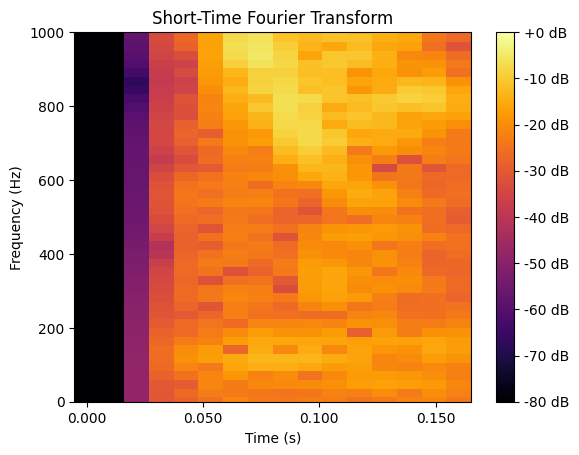 Short-Time Fourier Transform
1000
800
600
400
200
0
Frequency (Hz)
0.000
0.050
0.100
0.150
Time (s)
+0 dB
-10 dB
-20 dB
-30 dB
-40 dB
-50 dB
-60 dB
-70 dB
-80 dB